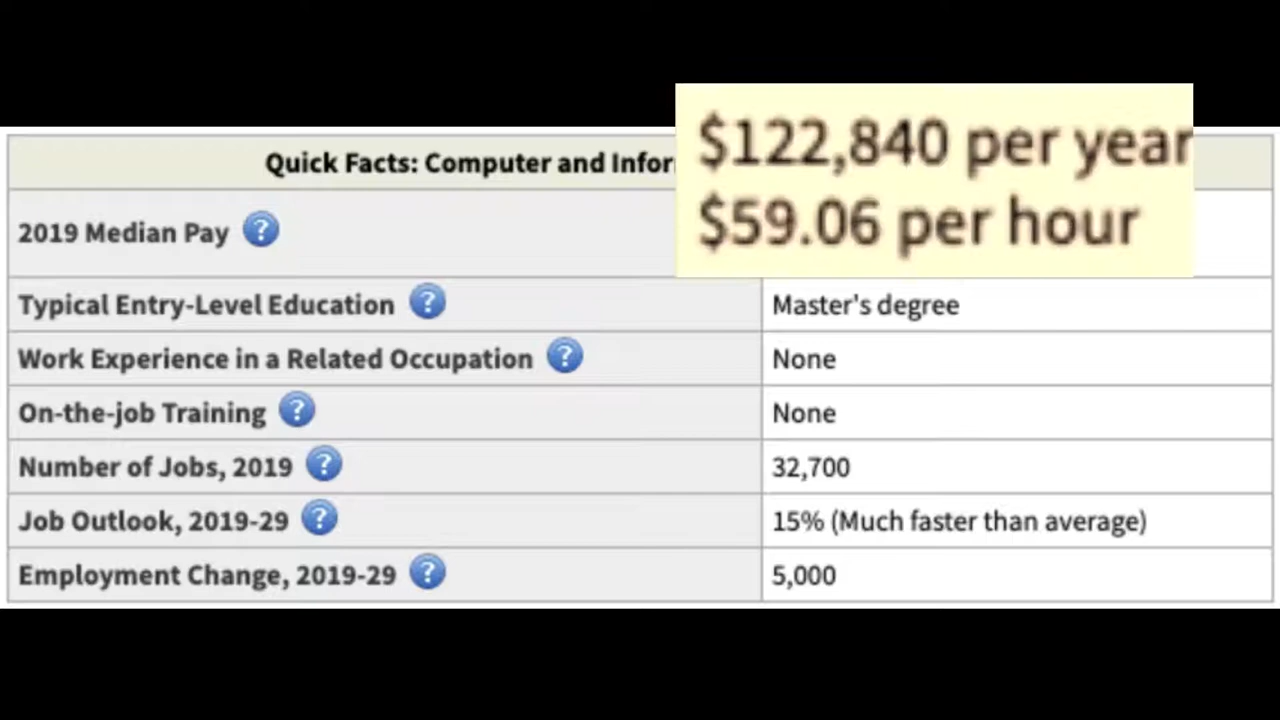 Quick Facts: Computer and Infor
2019 Median Pay ?
$122,840 per year
$59.06 per hour
Typical Entry-Level Education ? Master's degree
Work Experience in a Related Occupation ? None
On-the-job Training ? None
Number of Jobs, 2019 ? 32,700
Job Outlook, 2019-29 ? 15% (Much faster than average)
Employment Change, 2019-29 ? 5,000